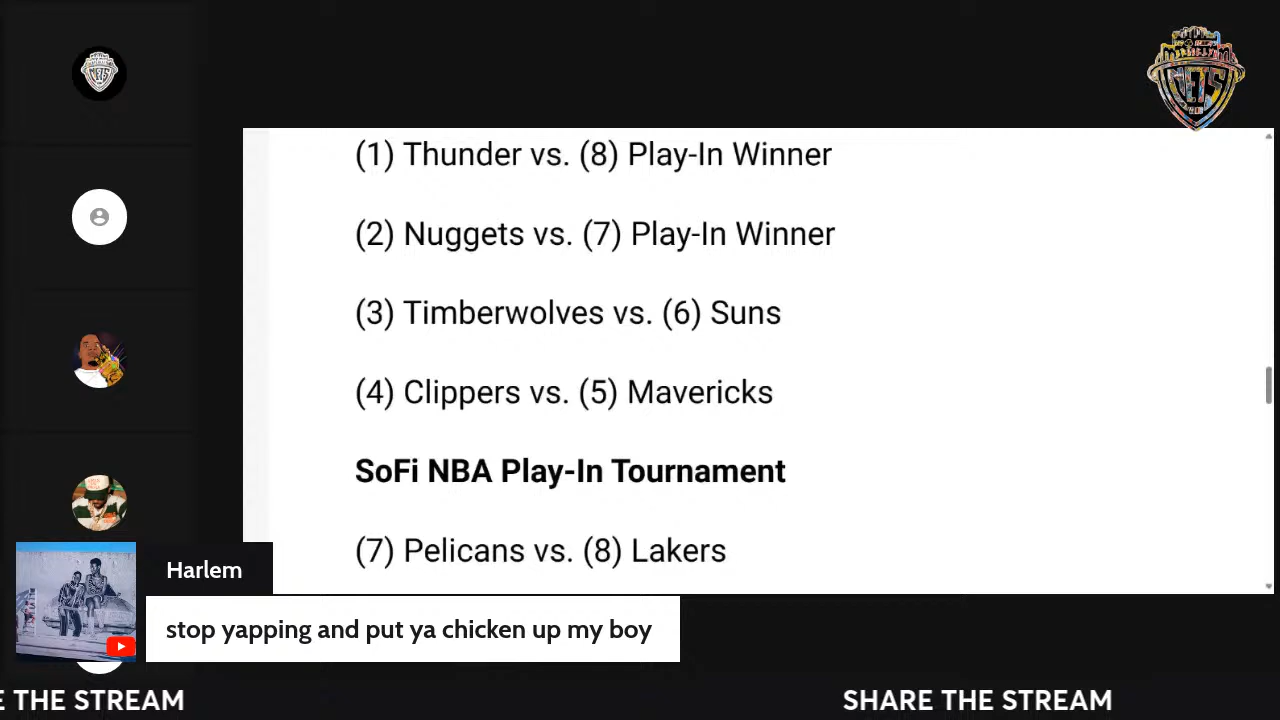 (1) Thunder vs. (8) Play-In Winner
(2) Nuggets vs. (7) Play-In Winner
(3) Timberwolves vs. (6) Suns
(4) Clippers vs. (5) Mavericks
SoFi NBA Play-In Tournament
(7) Pelicans vs. (8) Lakers
Harlem
stop yapping and put ya chicken up my boy
E THE STREAM
SHARE THE STREAM